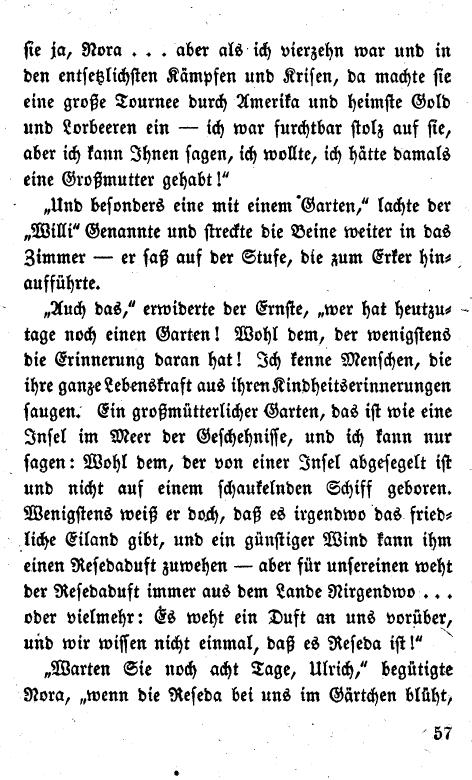 sie ja, Nora . . . aber als ich vierzehn war und in
den entsetzlichsten Kämpfen und Krisen, da machte sie
eine große Tournee durch Amerika und heimste Gold
und Lorbeeren ein — ich war furchtbar stolz auf sie,
aber ich kann Ihnen sagen, ich wollte, ich hätte damals
eine Großmutter gehabt!“
„Und besonders eine mit einem Garten,“ lachte der
„Willi“ Genannte und streckte die Beine weiter in das
Zimmer — er saß auf der Stufe, die zum Erker hin-
aufführte.
„Auch das,“ erwiderte der Ernste, „wer hat heutzu-
tage noch einen Garten! Wohl dem, der wenigstens
die Erinnerung daran hat! Ich kenne Menschen, die
ihre ganze Lebenskraft aus ihren Kindheitserinnerungen
saugen. Ein großmütterlicher Garten, das ist wie eine
Insel im Meer der Geschehnisse, und ich kann nur
sagen: Wohl dem, der von einer Insel abgesegelt ist
und nicht auf einem schaukelnden Schiff geboren.
Wenigstens weiß er doch, daß es irgendwo das fried-
liche Eiland gibt, und ein günstiger Wind kann ihm
einen Resedaduft zuwehen — aber für unsereinen weht
der Resedaduft immer aus dem Lande Nirgendwo . . .
oder vielmehr: Es weht ein Duft an uns vorüber,
und wir wissen nicht einmal, daß es Reseda ist!“
„Warten Sie noch acht Tage, Ulrich,“ begütigte
Nora, „wenn die Reseda bei uns im Gärtchen blüht,
57